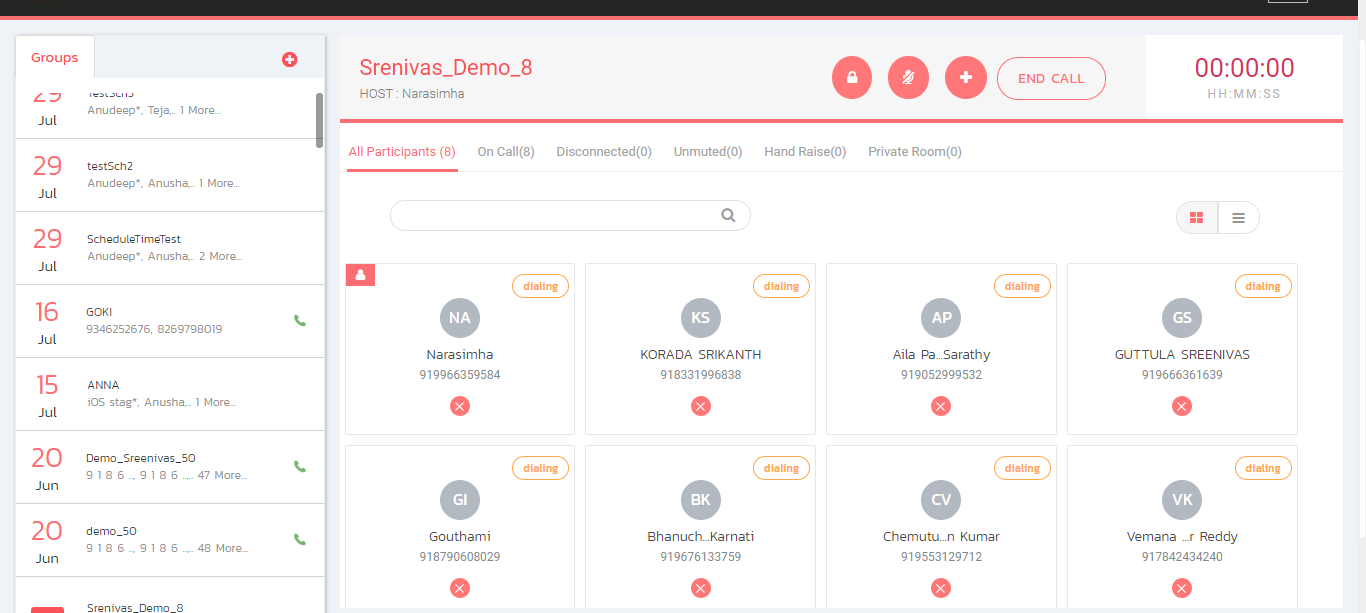 Groups
29
testSch5
Jul
Anudeep*, Teja,.. 1 More...
29
testSch2
Jul
Anudeep*, Anusha,.. 1 More...
29
ScheduleTimeTest
Jul
Anudeep*, Anusha,.. 2 More...
16
GOKI
Jul
9346252676, 8269798019
15
ANNA
Jul
iOS stag*, Anusha,.. 1 More...
20
Demo_Sreenivas_50
Jun
9 1 8 6 .., 9 1 8 6 ..,.. 47 More...
20
demo_50
Jun
9 1 8 6 .., 9 1 8 6 ..,.. 48 More...
Srenivas_Demo_8
Srenivas_Demo_8
HOST : Narasimha
END CALL
00:00:00
HH:MM:SS
All Participants (8) On Call(8) Disconnected(0) Unmuted(0) Hand Raise(0) Private Room(0)
dialing
NA
Narasimha
919966359584
dialing
KS
KORADA SRIKANTH
918331996838
dialing
AP
Aila Pa...Sarathy
919052999532
dialing
GS
GUTTULA SREENIVAS
919666361639
dialing
GI
Gouthami
918790608029
dialing
BK
Bhanuch...Karnati
919676133759
dialing
CV
Chemutu...n Kumar
919553129712
dialing
VK
Vemana ...r Reddy
917842434240